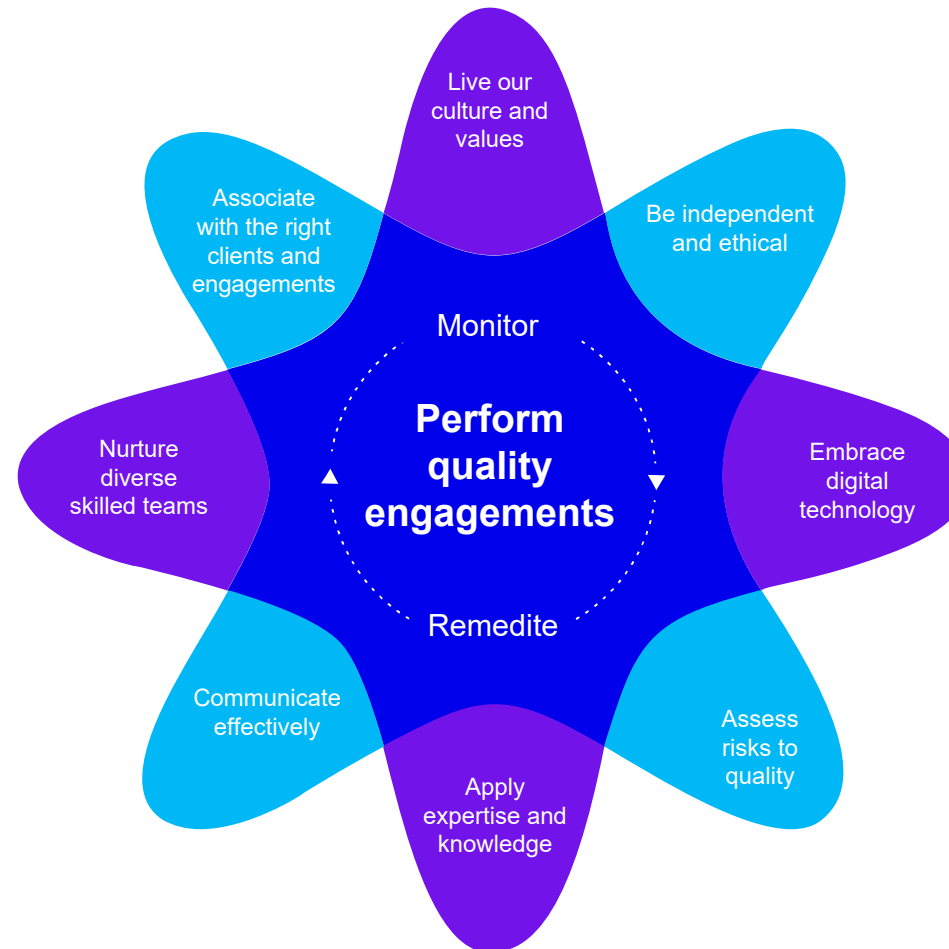 Live our
culture and
values
Be independent
and ethical
Embrace
digital
technology
Assess
risks to
quality
Apply
expertise and
knowledge
Communicate
effectively
Nurture
diverse
skilled teams
Associate
with the right
clients and
engagements
Monitor
Perform
quality
engagements
Remedite